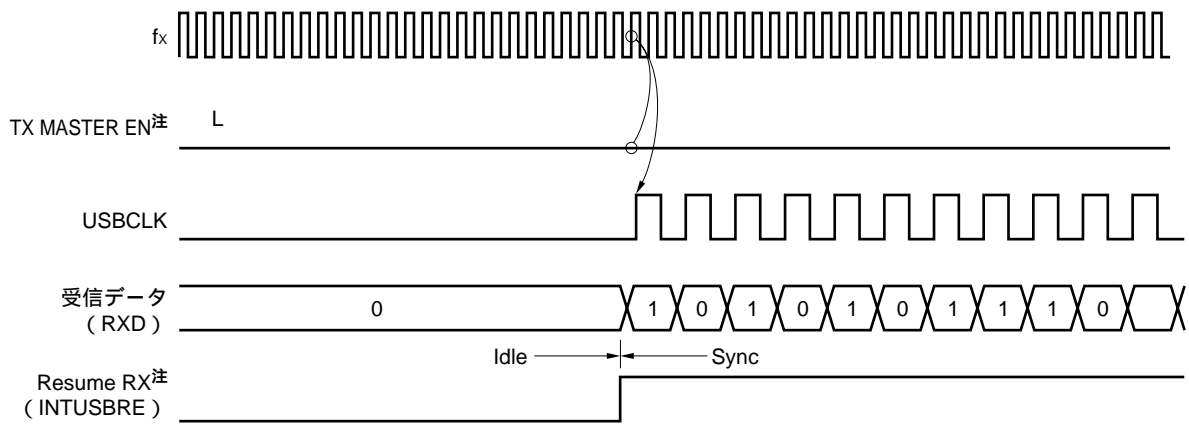 fX
TX MASTER EN注
L
USBCLK
受信データ
（RXD）
0
1 0 1 0 1 0 1 1 1 0
Idle
Sync
Resume RX注
（INTUSBRE）